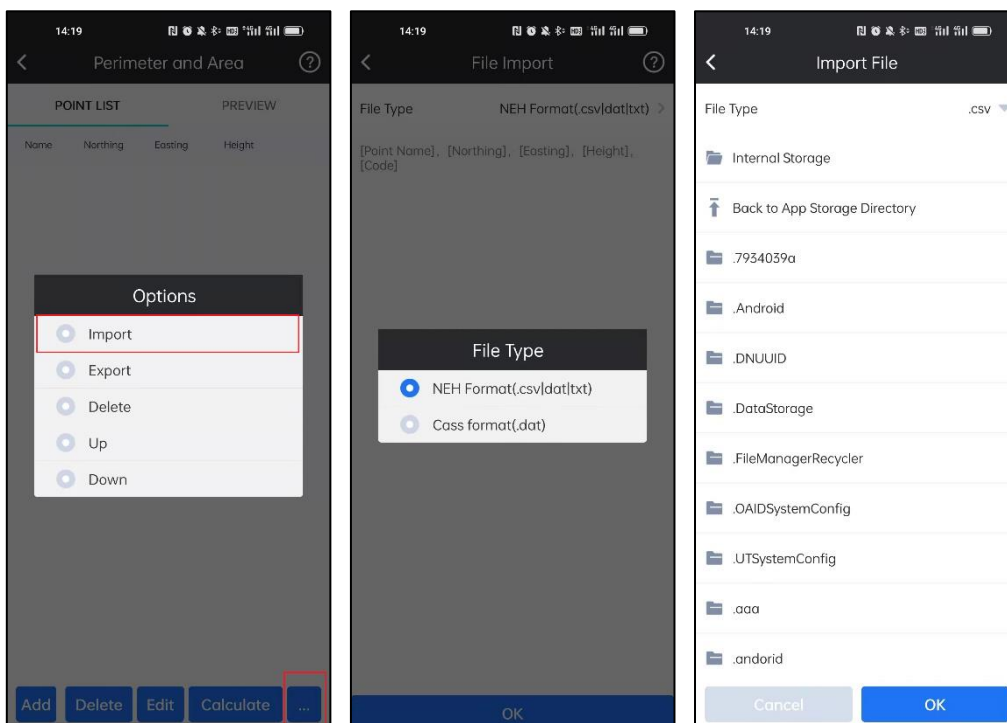 14:19
Perimeter and Area
POINT LIST PREVIEW
Name Northing Easting Height
Options
Import
Export
Delete
Up
Down
Add Delete Edit Calculate ...
14:19
File Import
File Type NEH Format(.csv|dat|txt)
[Point Name], [Northing], [Easting], [Height],
[Code]
File Type
NEH Format(.csv|dat|txt)
Cass format(.dat)
OK
14:19
Import File
File Type .csv
Internal Storage
Back to App Storage Directory
.7934039a
.Android
.DNUUID
.DataStorage
.FileManagerRecycler
.OAIDSystemConfig
.UTSystemConfig
.aaa
.andorid
Cancel OK